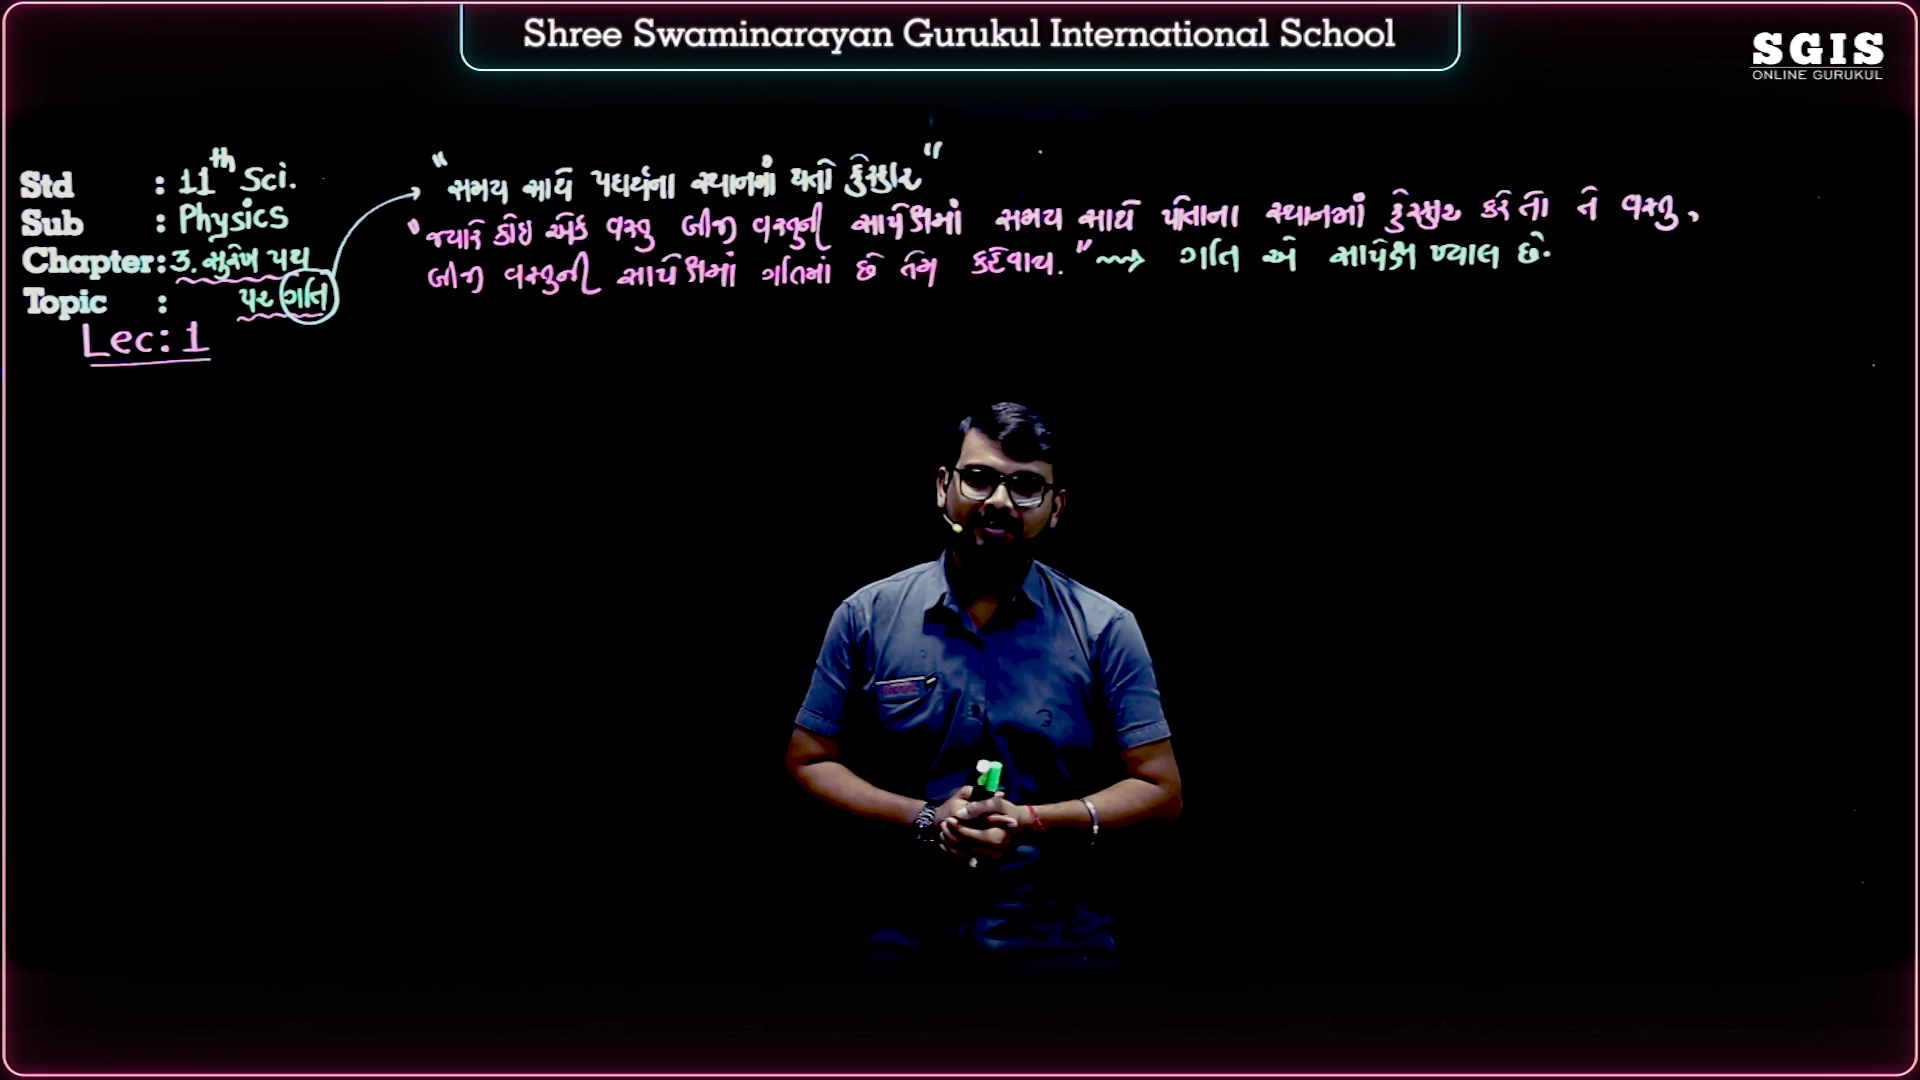 Shree Swaminarayan Gurukul International School
SGIS
ONLINE GURUKUL
Std : 11th Sci.
Sub : Physics
Chapter: 3. સુરેખ પથ
Topic : પર ગતિ
Lec: 1
"સમય સાથે પદાર્થના સ્થાનમાં થતો ફેરફાર"
"જ્યારે કોઇ એક વસ્તુ બીજી વસ્તુની સાપેક્ષમાં સમય સાથે પોતાના સ્થાનમાં ફેરફાર કરે તો તે વસ્તુ,
બીજી વસ્તુની સાપેક્ષમાં ગતિમાં છે તેમ કહેવાય." ગતિ એ સાપેક્ષ ખ્યાલ છે.